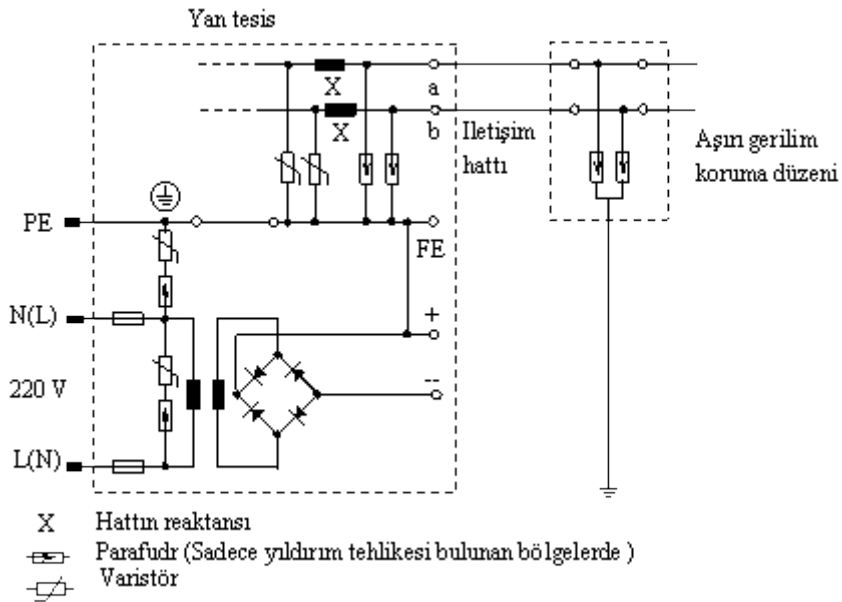 Yan tesis
X
a
X
b
Iletişim
hattı
Aşırı gerilim
koruma düzeni
PE
FE
N(L)
+
220 V
--
L(N)
X Hattın reaktansı
Parafudr (Sadece yıldırım tehlikesi bulunan bölgelerde )
Varistör